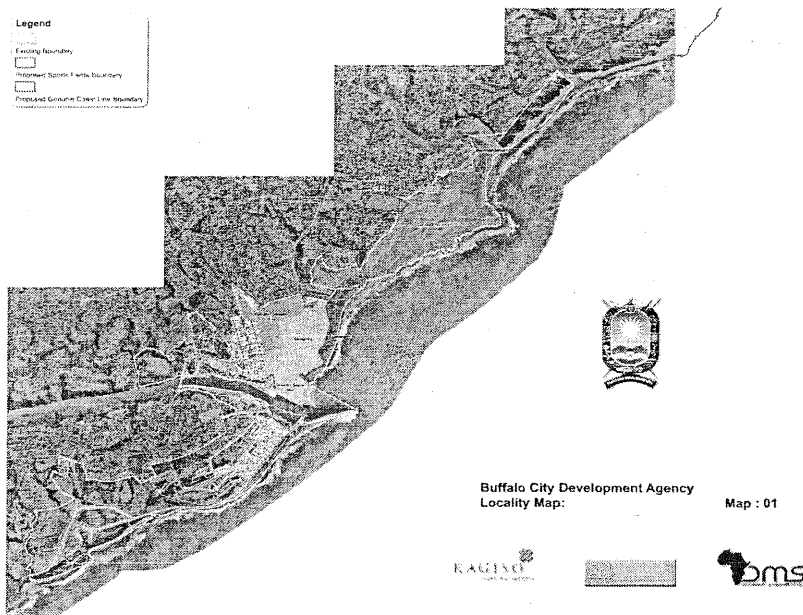 Legend
Existing Boundary
Proposed Sports Fields Boundary
Proposed Genuine Coast Line Boundary
Buffalo City Development Agency
Locality Map:
Map : 01
KAGISO
bms